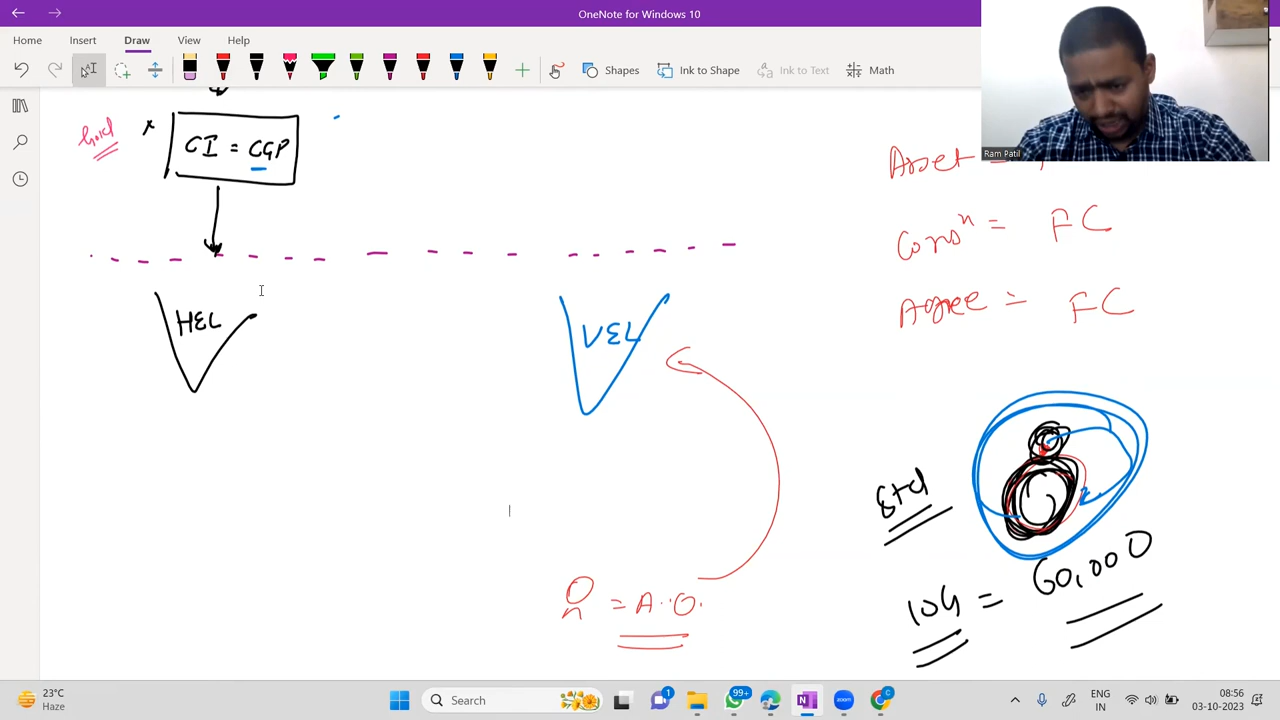 OneNote for Windows 10
Home Insert Draw View Help
Shapes Ink to Shape Ink to Text Math
Ram Patil
CI = CGP
Asset =
Consⁿ = FC
Agree = FC
HEL
VEL
Std
10G = 60,000
= A.O.
23°C
Haze
Search
1
99+
ENG
IN
08:56
03-10-2023